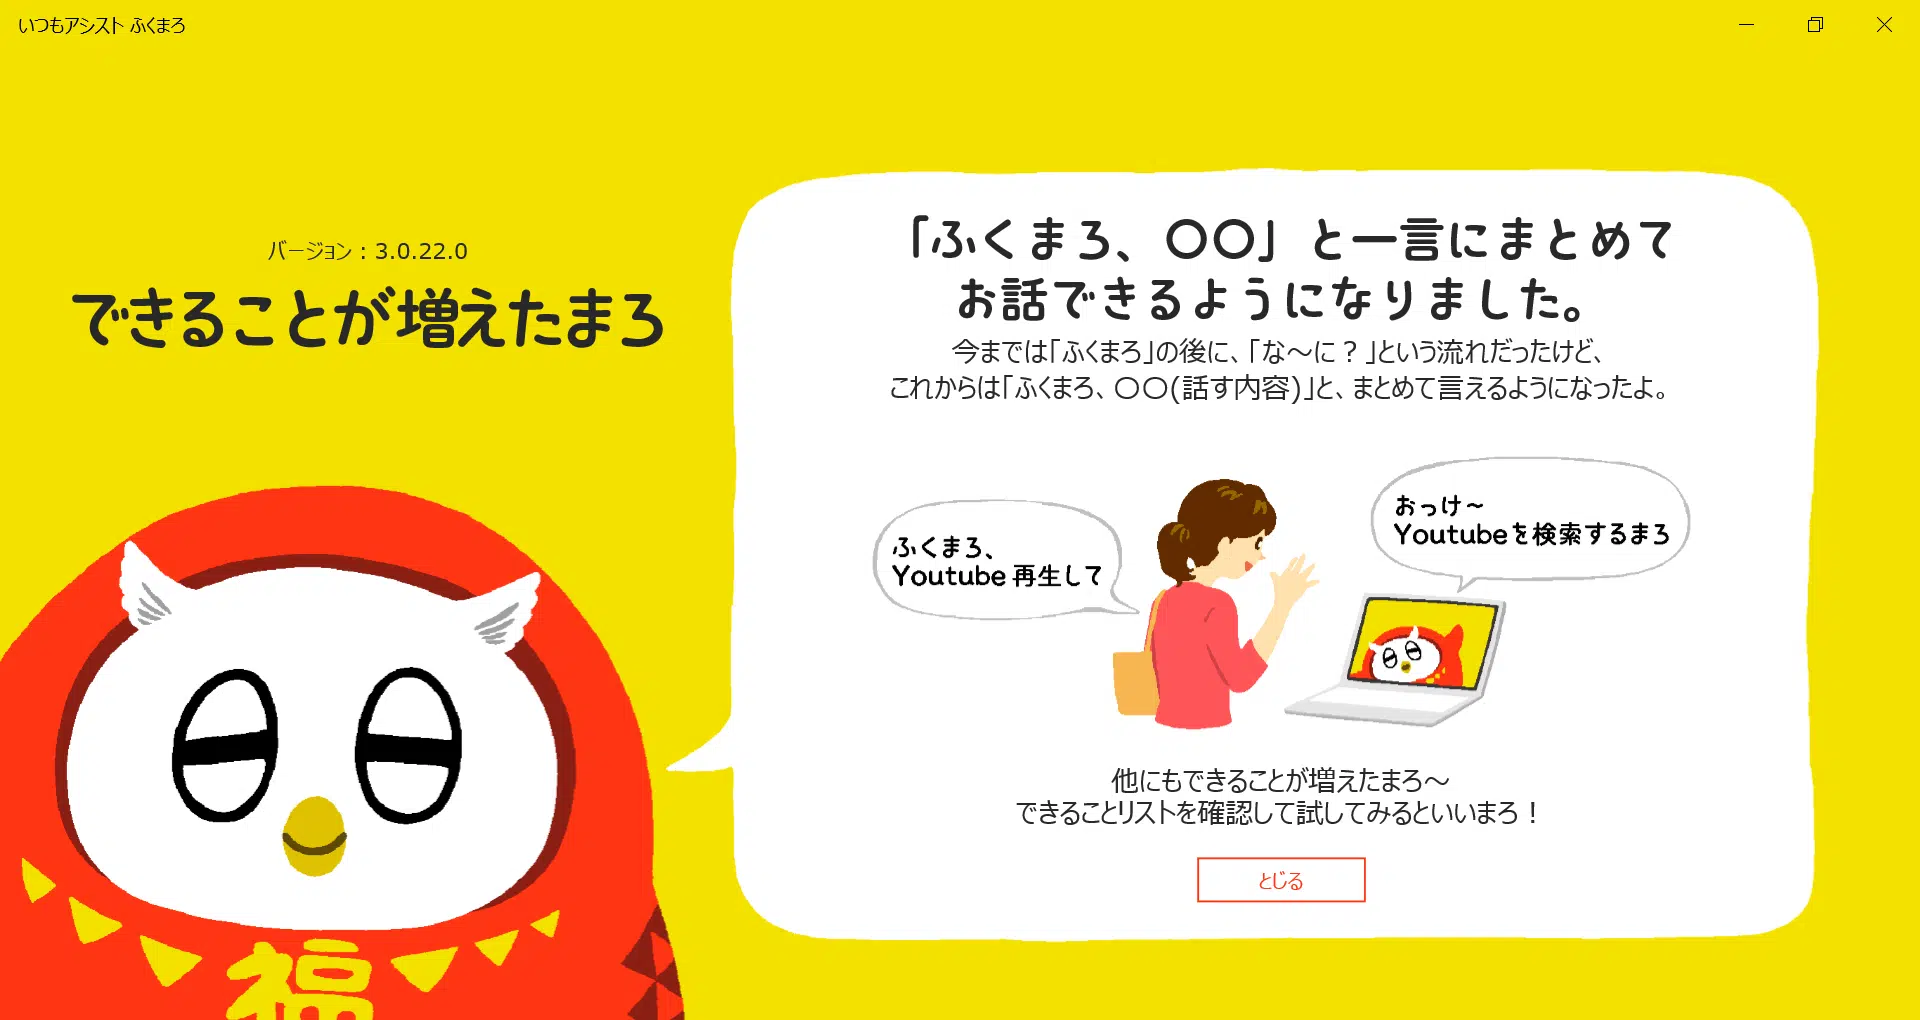 いつもアシスト ふくまろ
バージョン : 3.0.22.0
できることが増えたまろ
「ふくまろ、〇〇」と一言にまとめて
お話できるようになりました。
今までは「ふくまろ」の後に、「な～に？」という流れだったけど、
これからは「ふくまろ、〇〇(話す内容)」と、まとめて言えるようになったよ。
ふくまろ、
Youtube 再生して
おっけ～
Youtubeを検索するまろ
他にもできることが増えたまろ～
できることリストを確認して試してみるといいまろ！
とじる
福